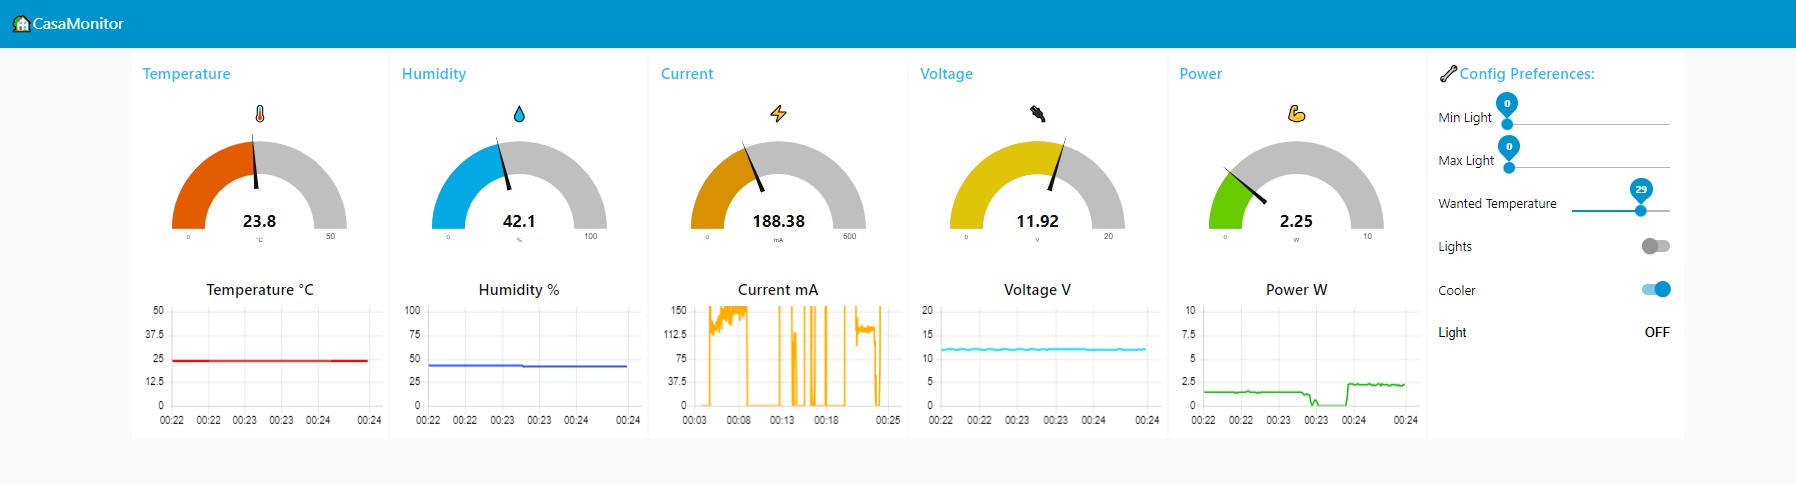 CasaMonitor
Temperature
23.8
0 °C 50
Temperature °C
50
37.5
25
12.5
0
00:22 00:22 00:23 00:23 00:24 00:24
Humidity
42.1
0 % 100
Humidity %
100
75
50
25
0
00:22 00:22 00:23 00:23 00:24 00:24
Current
188.38
0 mA 500
Current mA
150
112.5
75
37.5
0
00:03 00:08 00:13 00:18 00:25
Voltage
11.92
0 V 20
Voltage V
20
15
10
5
0
00:22 00:22 00:23 00:23 00:24 00:24
Power
2.25
0 W 10
Power W
10
7.5
5
2.5
0
00:22 00:22 00:23 00:23 00:24 00:24
Config Preferences:
Min Light 0
Max Light 0
Wanted Temperature 29
Lights
Cooler
Light OFF